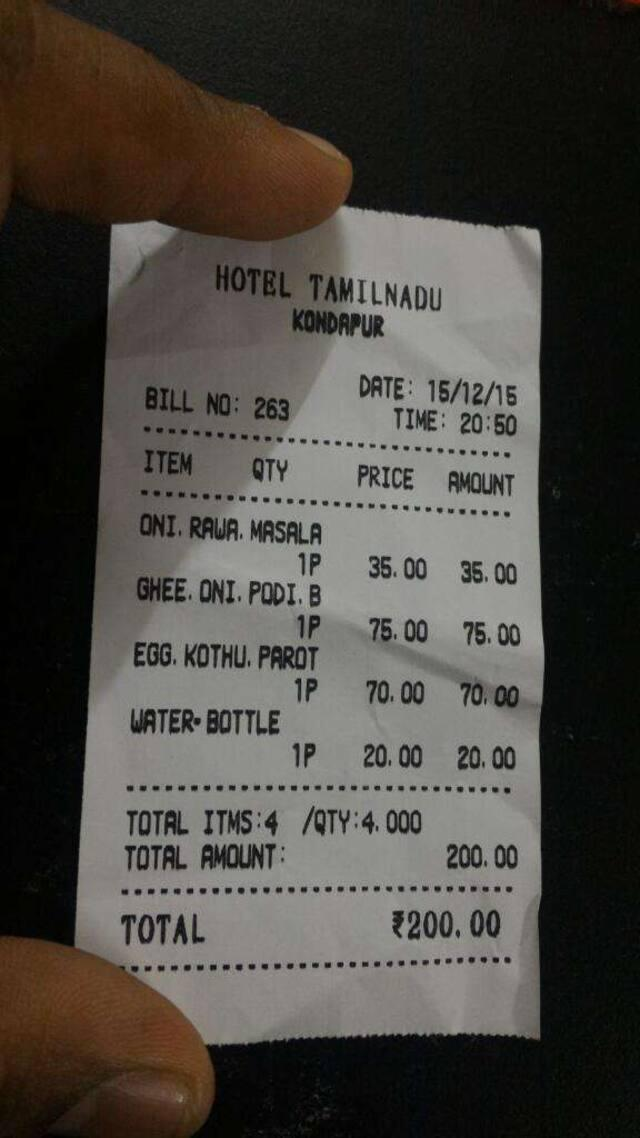 HOTEL TAMILNADU
KONDAPUR
BILL NO: 263 DATE: 15/12/15
TIME: 20:50
ITEM QTY PRICE AMOUNT
ONI. RAWA. MASALA
1P 35.00 35.00
GHEE. ONI. PODI. B
1P 75.00 75.00
EGG. KOTHU. PAROT
1P 70.00 70.00
WATER-BOTTLE
1P 20.00 20.00
TOTAL ITMS:4 /QTY:4.000
TOTAL AMOUNT: 200.00
TOTAL ₹200.00